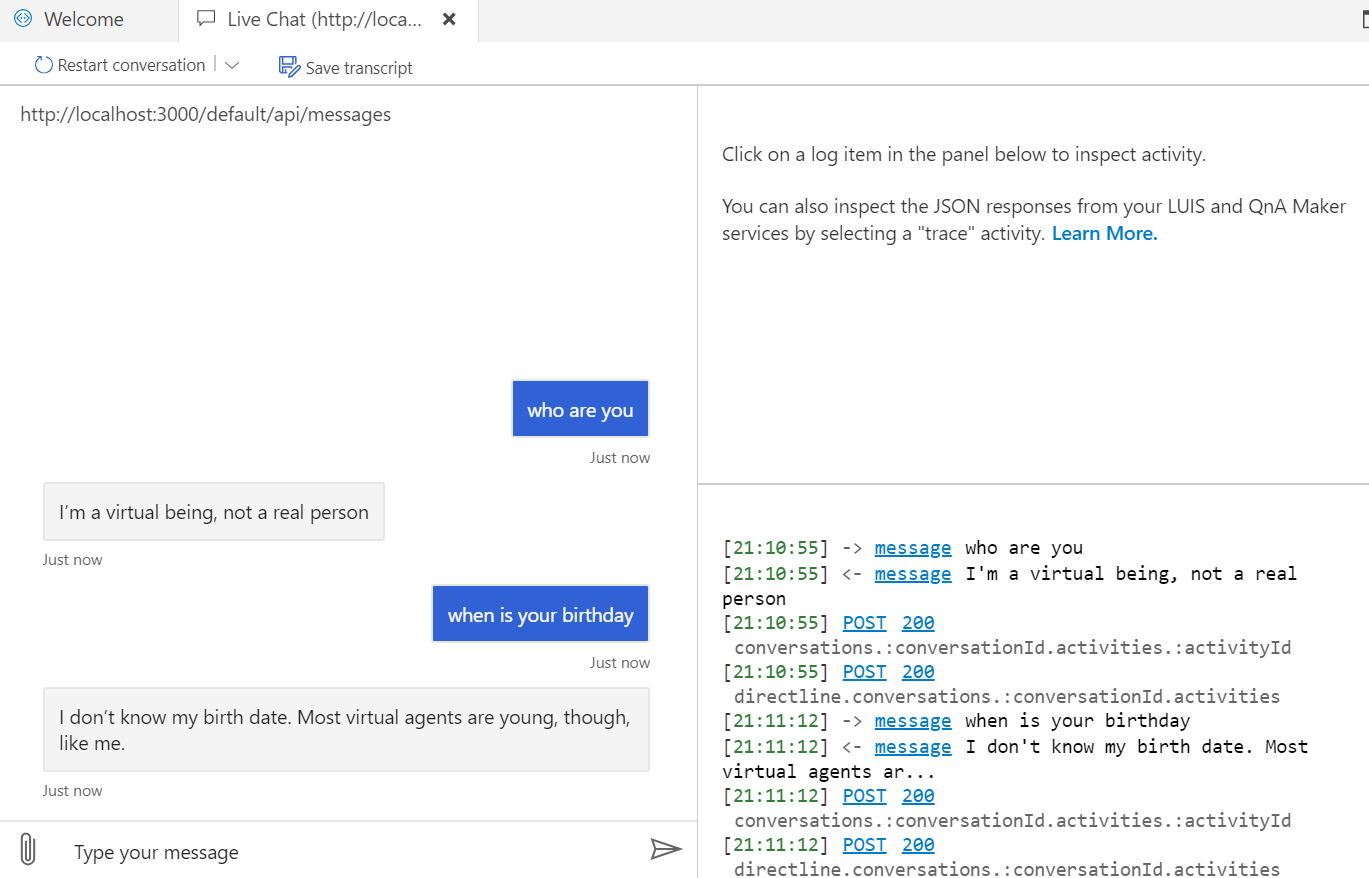 Welcome
Live Chat (http://loca...
Restart conversation
Save transcript
http://localhost:3000/default/api/messages
who are you
Just now
I’m a virtual being, not a real person
Just now
when is your birthday
Just now
I don’t know my birth date. Most virtual agents are young, though,
like me.
Just now
Type your message
Click on a log item in the panel below to inspect activity.
You can also inspect the JSON responses from your LUIS and QnA Maker
services by selecting a "trace" activity. Learn More.
[21:10:55] -> message who are you
[21:10:55] <- message I'm a virtual being, not a real
person
[21:10:55] POST 200
conversations.:conversationId.activities.:activityId
[21:10:55] POST 200
directline.conversations.:conversationId.activities
[21:11:12] -> message when is your birthday
[21:11:12] <- message I don't know my birth date. Most
virtual agents ar...
[21:11:12] POST 200
conversations.:conversationId.activities.:activityId
[21:11:12] POST 200
directline.conversations.:conversationId.activities